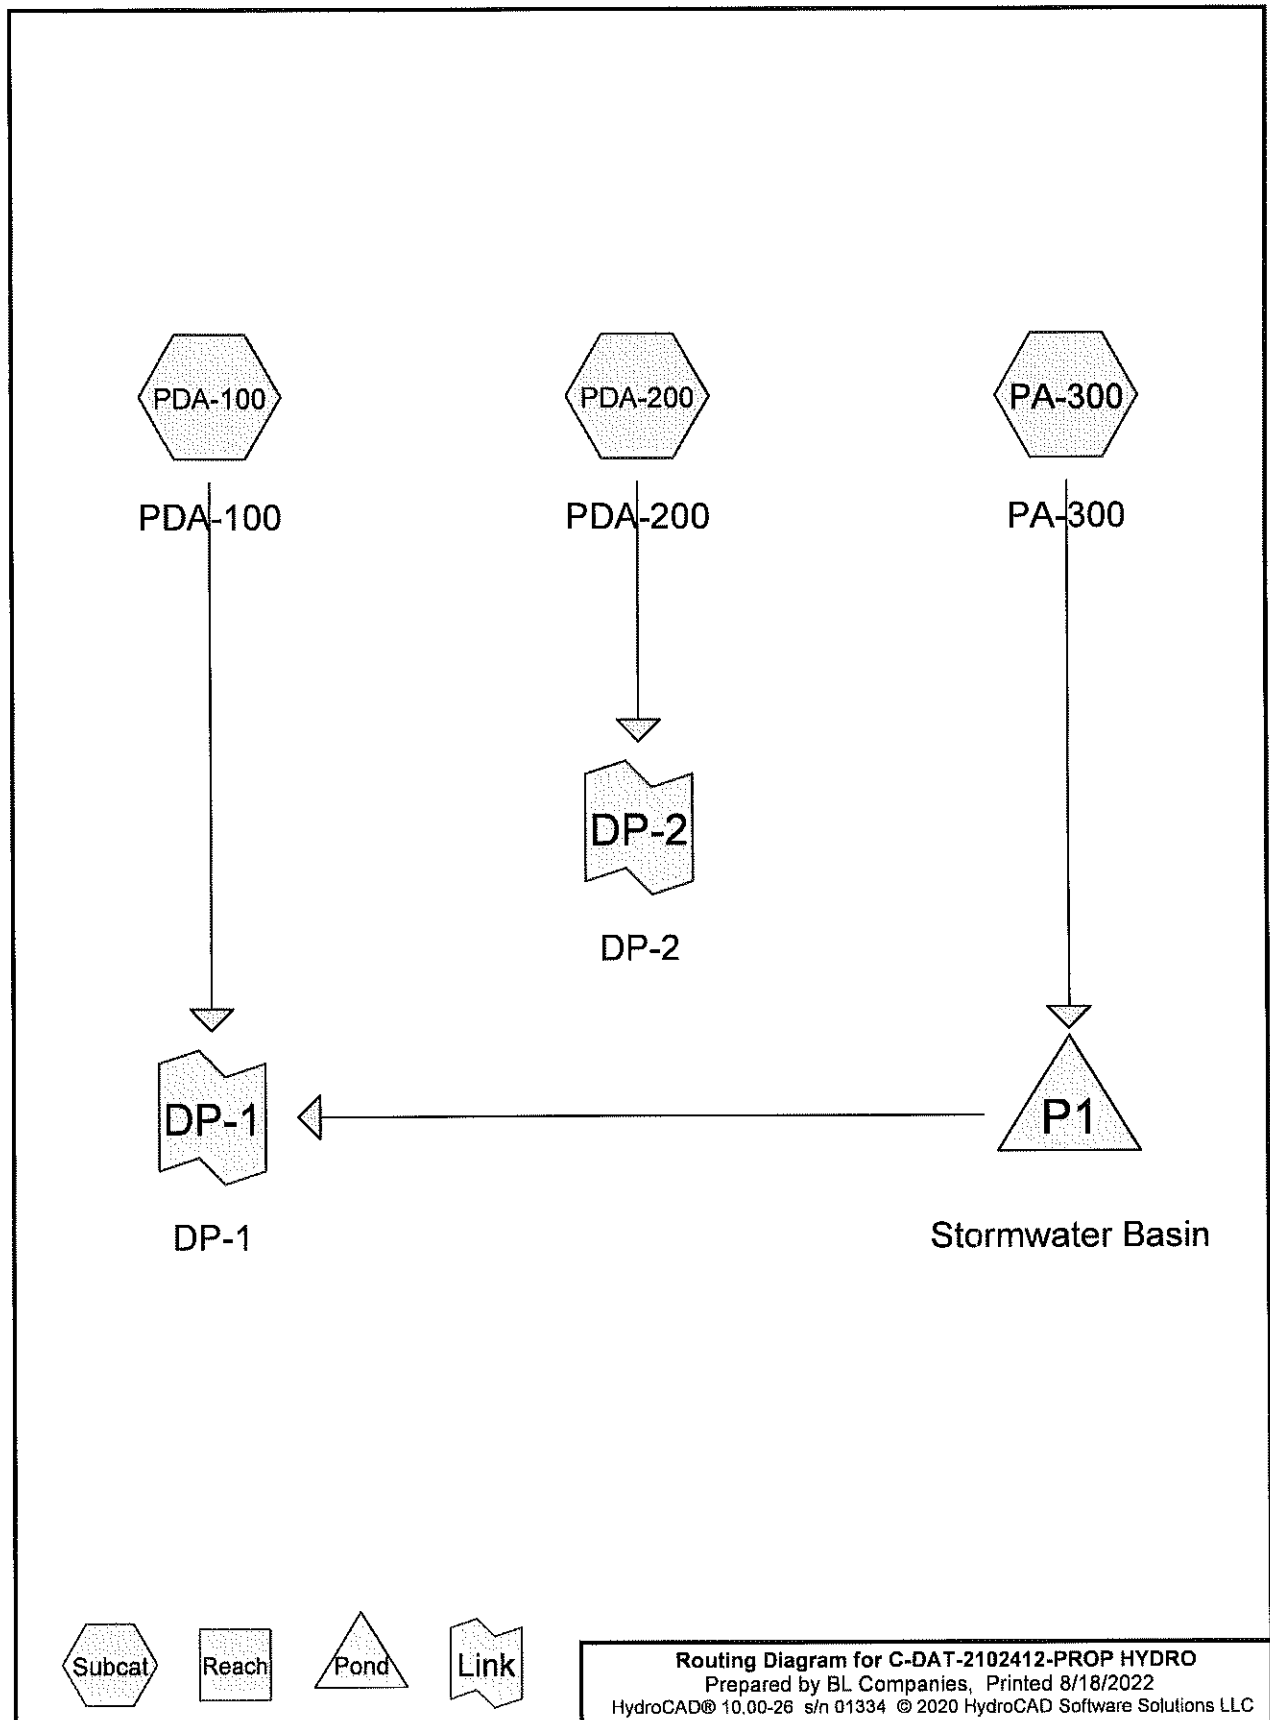 PDA-100
PDA-200
PA-300
PDA-100
PDA-200
PA-300
DP-2
DP-2
DP-1
P1
DP-1
Stormwater Basin
Subcat
Reach
Pond
Link
Routing Diagram for C-DAT-2102412-PROP HYDRO
Prepared by BL Companies, Printed 8/18/2022
HydroCAD® 10.00-26 s/n 01334 © 2020 HydroCAD Software Solutions LLC